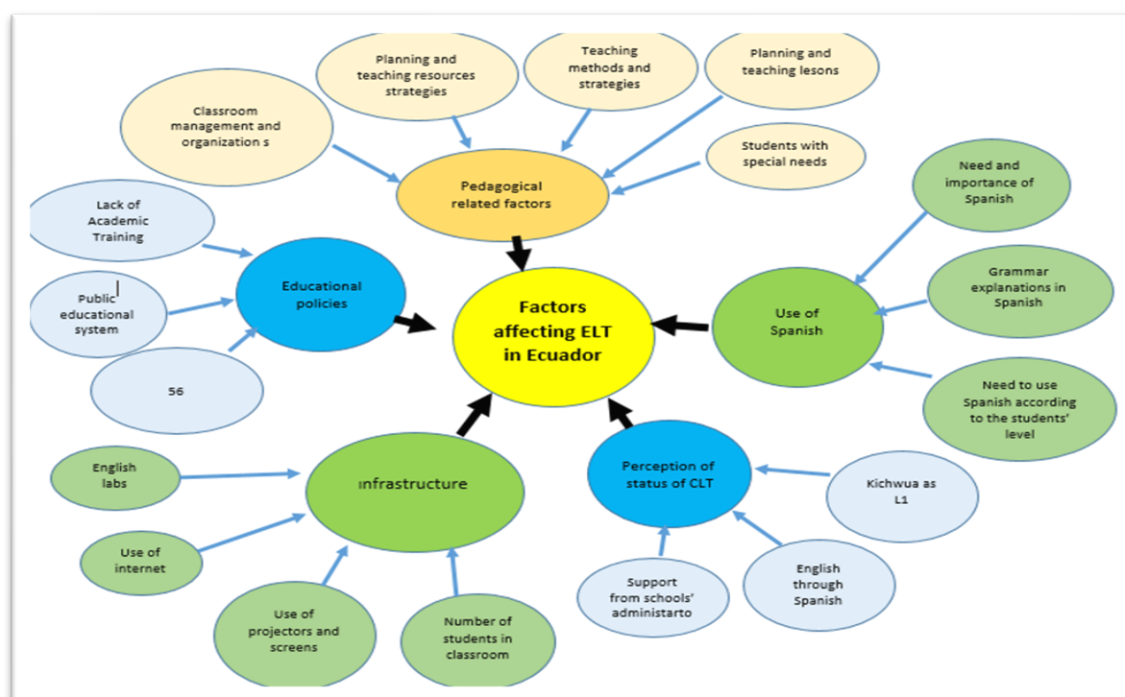 Planning and
teaching resources
strategies
Teaching
methods and
strategies
Planning and
teaching lesons
Classroom
management and
organization s
Students with
special needs
Pedagogical
related factors
Need and
importance of
Spanish
Lack of
Academic
Training
Educational
policies
Public
educational
system
56
Factors
affecting ELT
in Ecuador
Use of
Spanish
Grammar
explanations in
Spanish
Need to use
Spanish according
to the students'
level
English
labs
Infrastructure
Use of
internet
Use of
projectors and
screens
Number of
students in
classroom
Perception of
status of CLT
Kichwua as
L1
Support
from schools'
administarto
English
through
Spanish